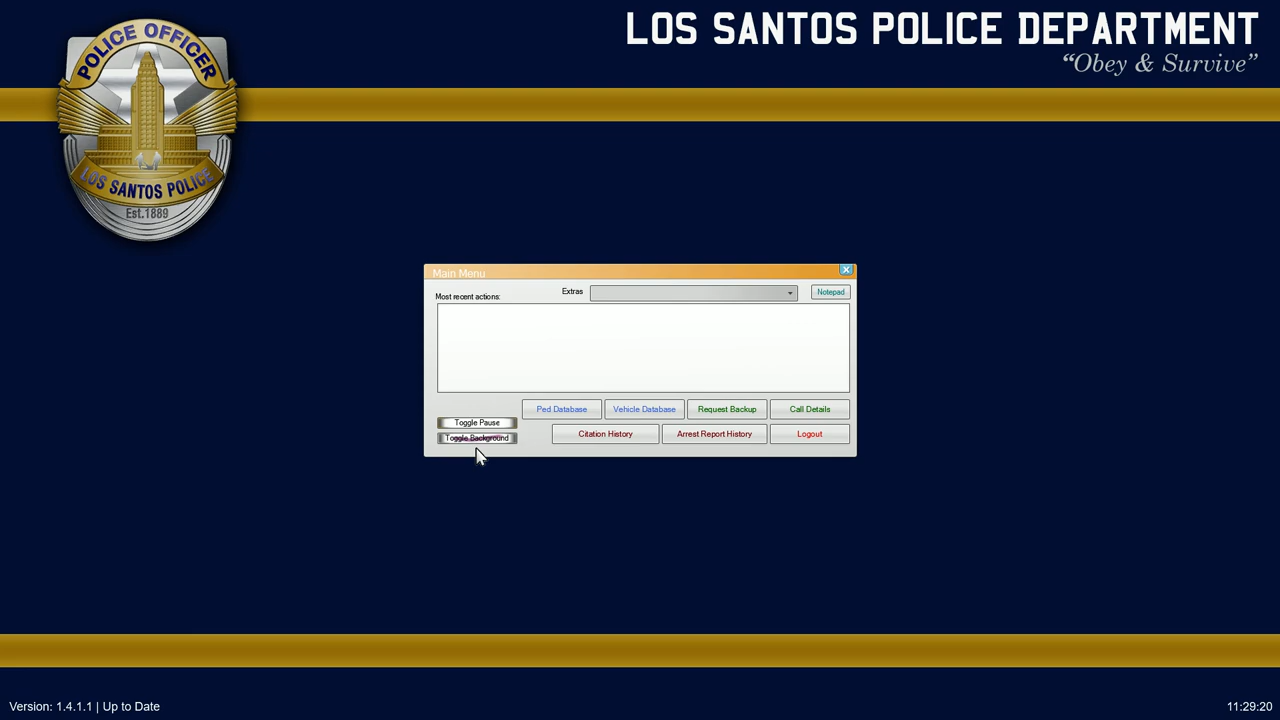 LOS SANTOS POLICE DEPARTMENT
“Obey & Survive”
POLICE OFFICER
LOS SANTOS POLICE
Est.1889
Main Menu
Extras
Notepad
Most recent actions:
Ped Database
Vehicle Database
Request Backup
Call Details
Toggle Pause
Toggle Background
Citation History
Arrest Report History
Logout
Version: 1.4.1.1 | Up to Date
11:29:20